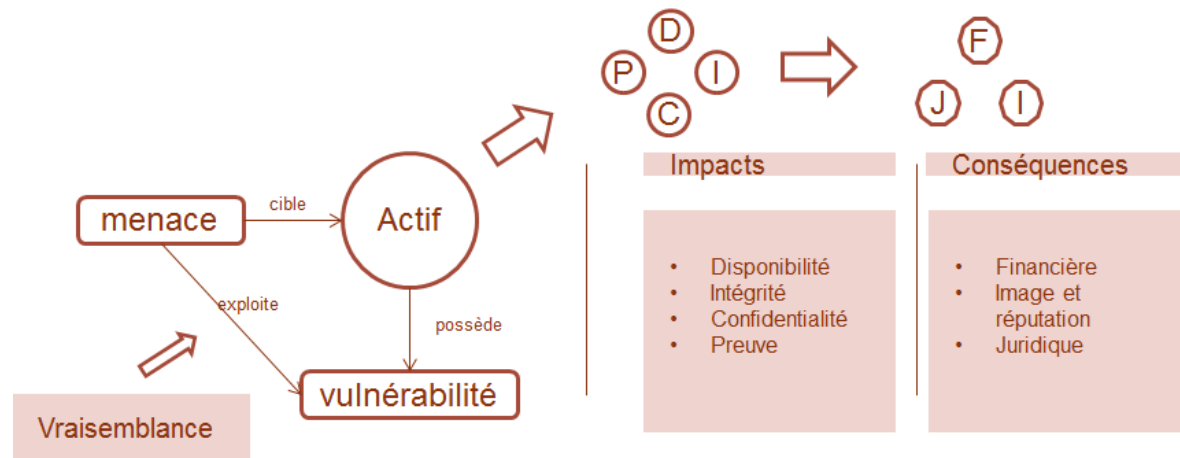 menace
cible
Actif
exploite
possède
vulnérabilité
Vraisemblance
D
P
I
C
F
J
I
Impacts
• Disponibilité
• Intégrité
• Confidentialité
• Preuve
Conséquences
• Financière
• Image et
réputation
• Juridique